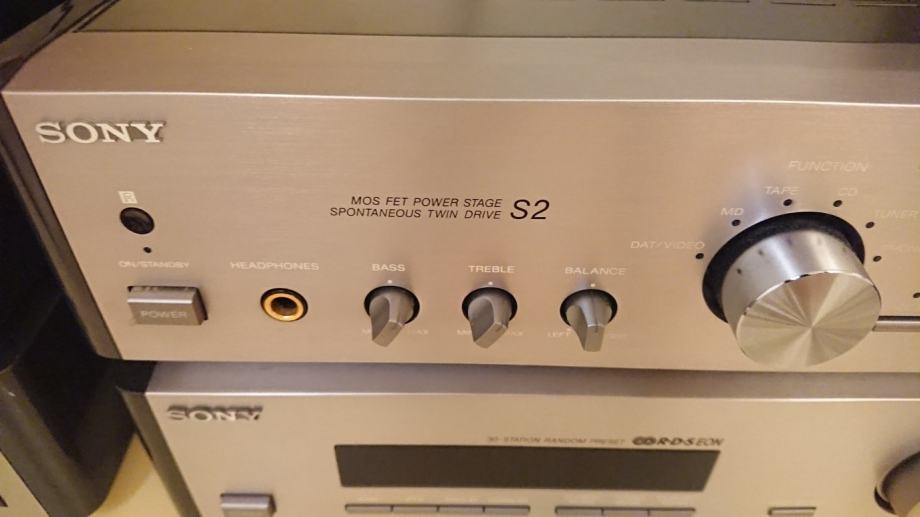 SONY
FUNCTION
TAPE
CD
MD
TUNER
DAT/VIDEO
MOS FET POWER STAGE
SPONTANEOUS TWIN DRIVE S2
R
ON/STANDBY
HEADPHONES
BASS
TREBLE
BALANCE
POWER
LEFT
SONY
30-STATION RANDOM PRESET R·D·S EON